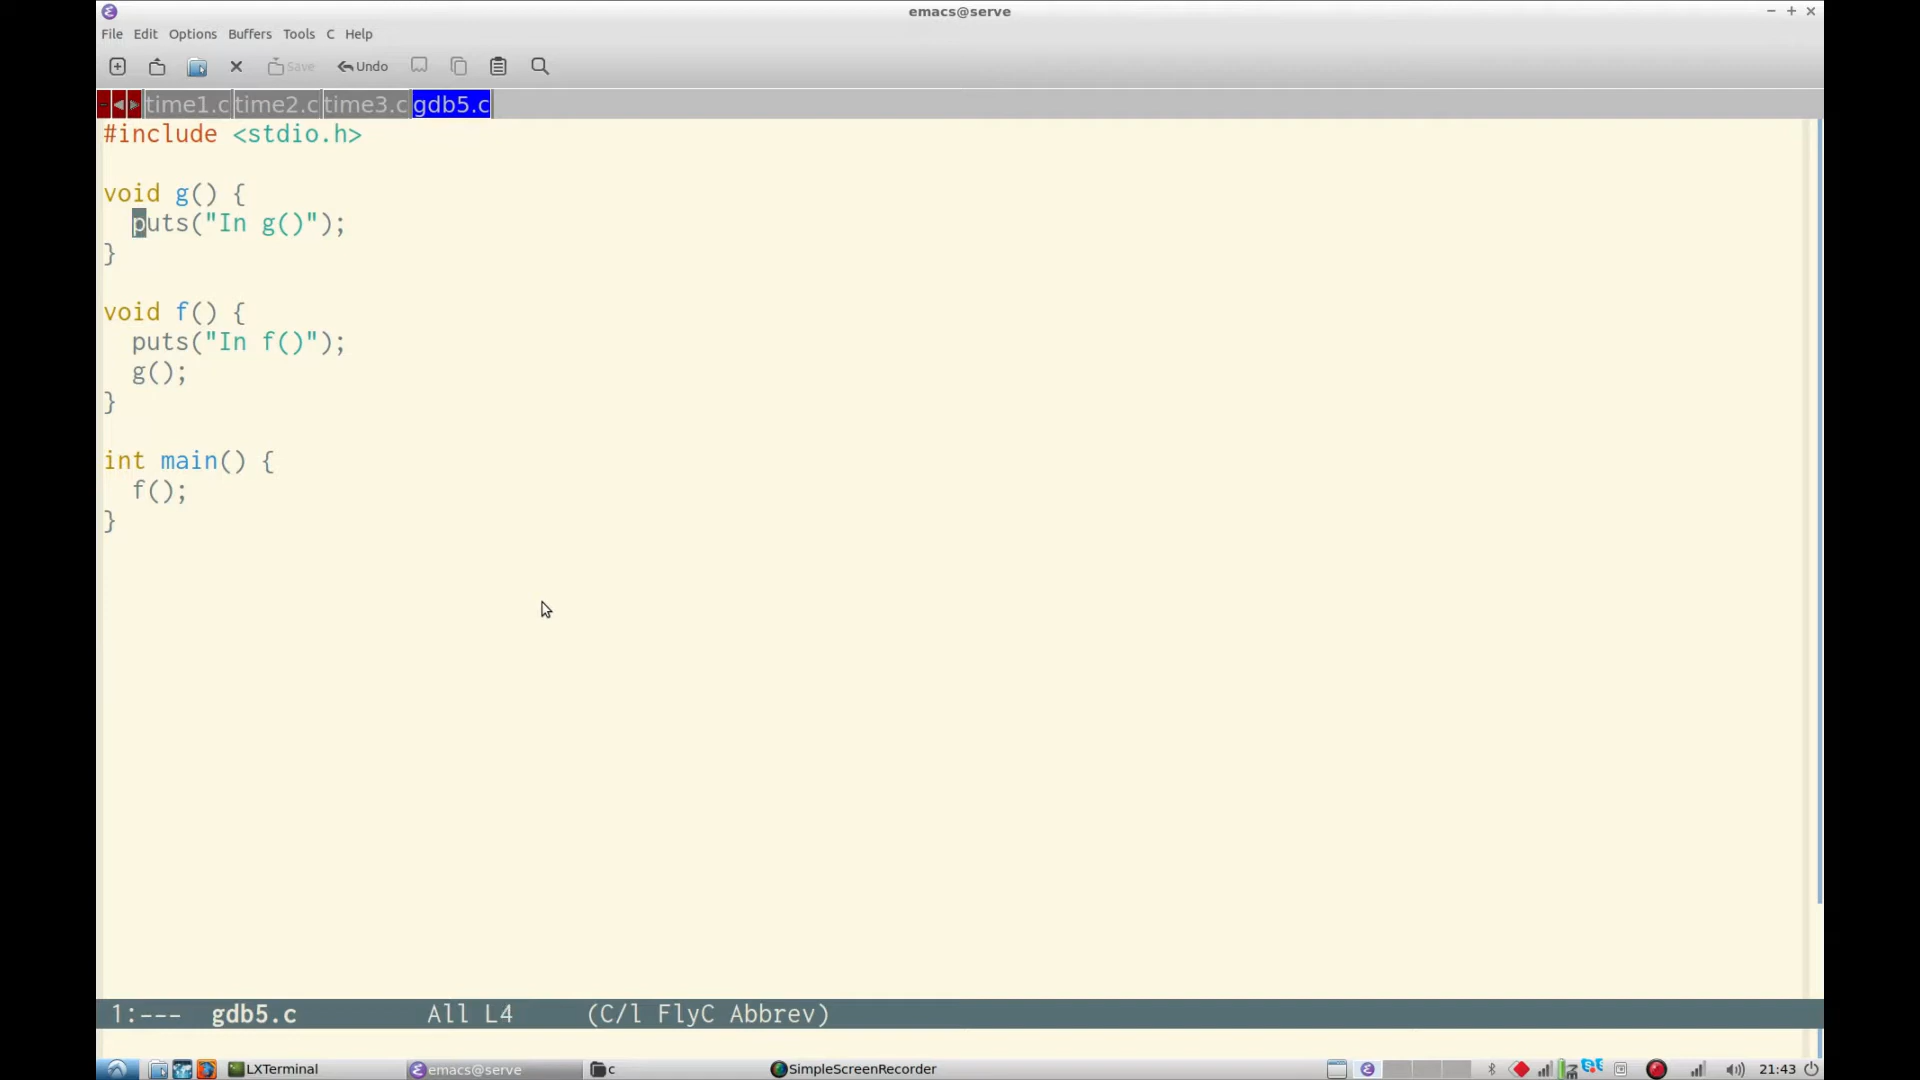 emacs@serve
File Edit Options Buffers Tools C Help
Save Undo
time1.c time2.c time3.c gdb5.c
#include <stdio.h>
void g() {
puts("In g()");
}
void f() {
puts("In f()");
g();
}
int main() {
f();
}
1:--- gdb5.c All L4 (C/l FlyC Abbrev)
LXTerminal emacs@serve c SimpleScreenRecorder 21:43